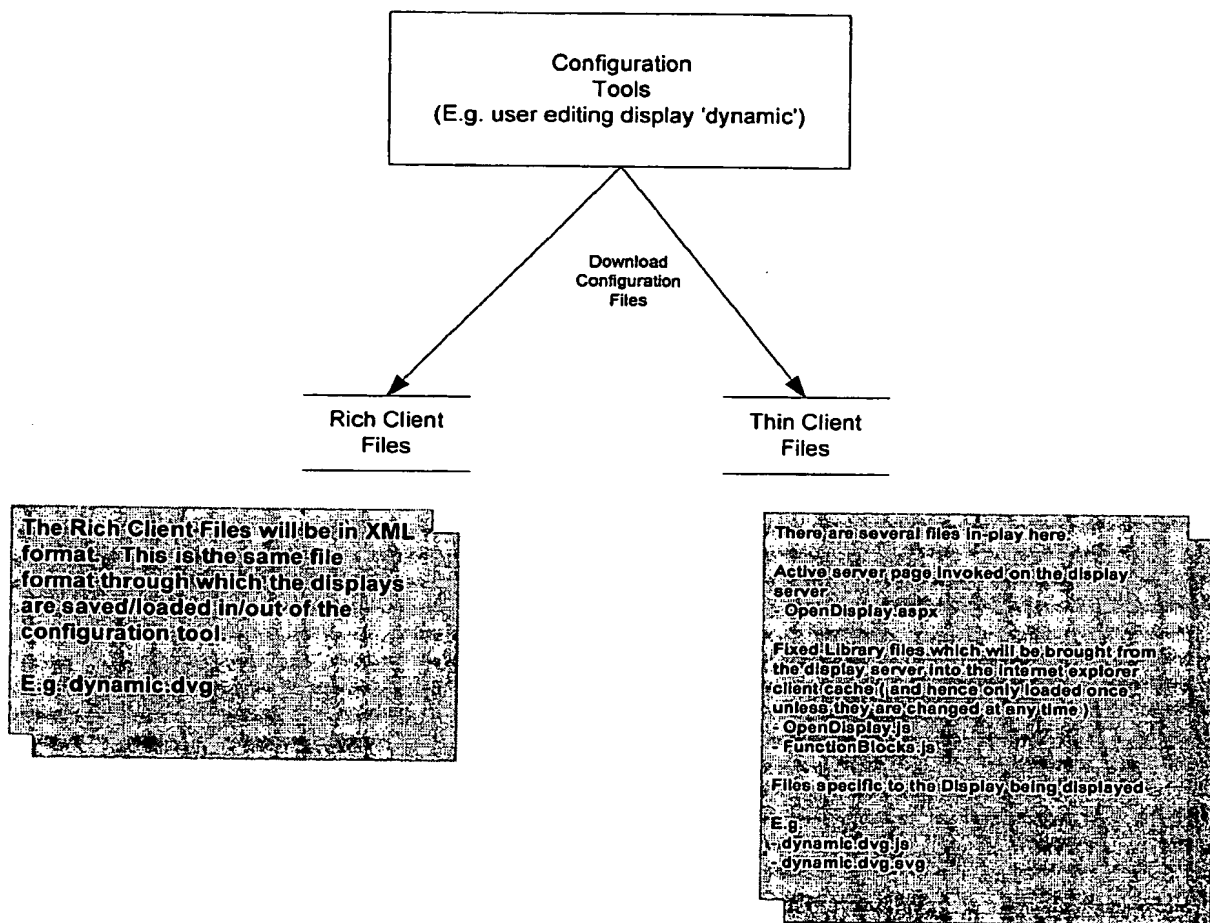 Configuration
Tools
(E.g. user editing display 'dynamic')
Download
Configuration
Files
Rich Client
Files
Thin Client
Files
The Rich Client Files will be in XML
format. This is the same file
format through which the displays
are saved/loaded in/out of the
configuration tool
E.g. dynamic.dvg
There are several files in-play here.
Active server page invoked on the display
server
- OpenDisplay.aspx
Fixed Library files which will be brought from
the display server into the internet explorer
client cache ( and hence only loaded once
unless they are changed at any time )
- OpenDisplay.js
- FunctionBlocks.js
Files specific to the Display being displayed
E.g.
- dynamic.dvg.js
- dynamic.dvg.svg